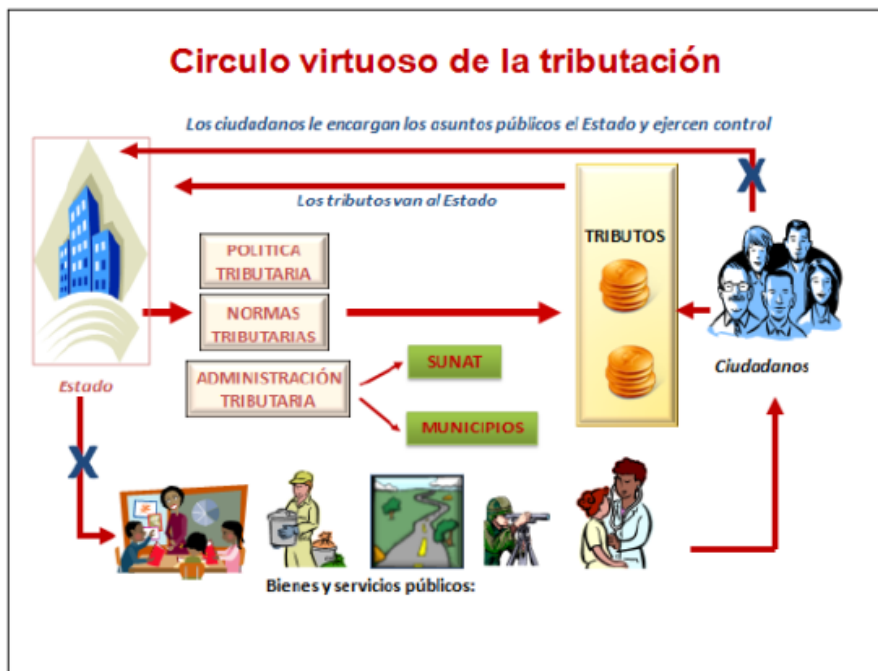 Circulo virtuoso de la tributación
Los ciudadanos le encargan los asuntos públicos el Estado y ejercen control
X
Los tributos van al Estado
TRIBUTOS
POLITICA
TRIBUTARIA
NORMAS
TRIBUTARIAS
ADMINISTRACIÓN
TRIBUTARIA
SUNAT
MUNICIPIOS
Estado
Ciudadanos
X
Bienes y servicios públicos: